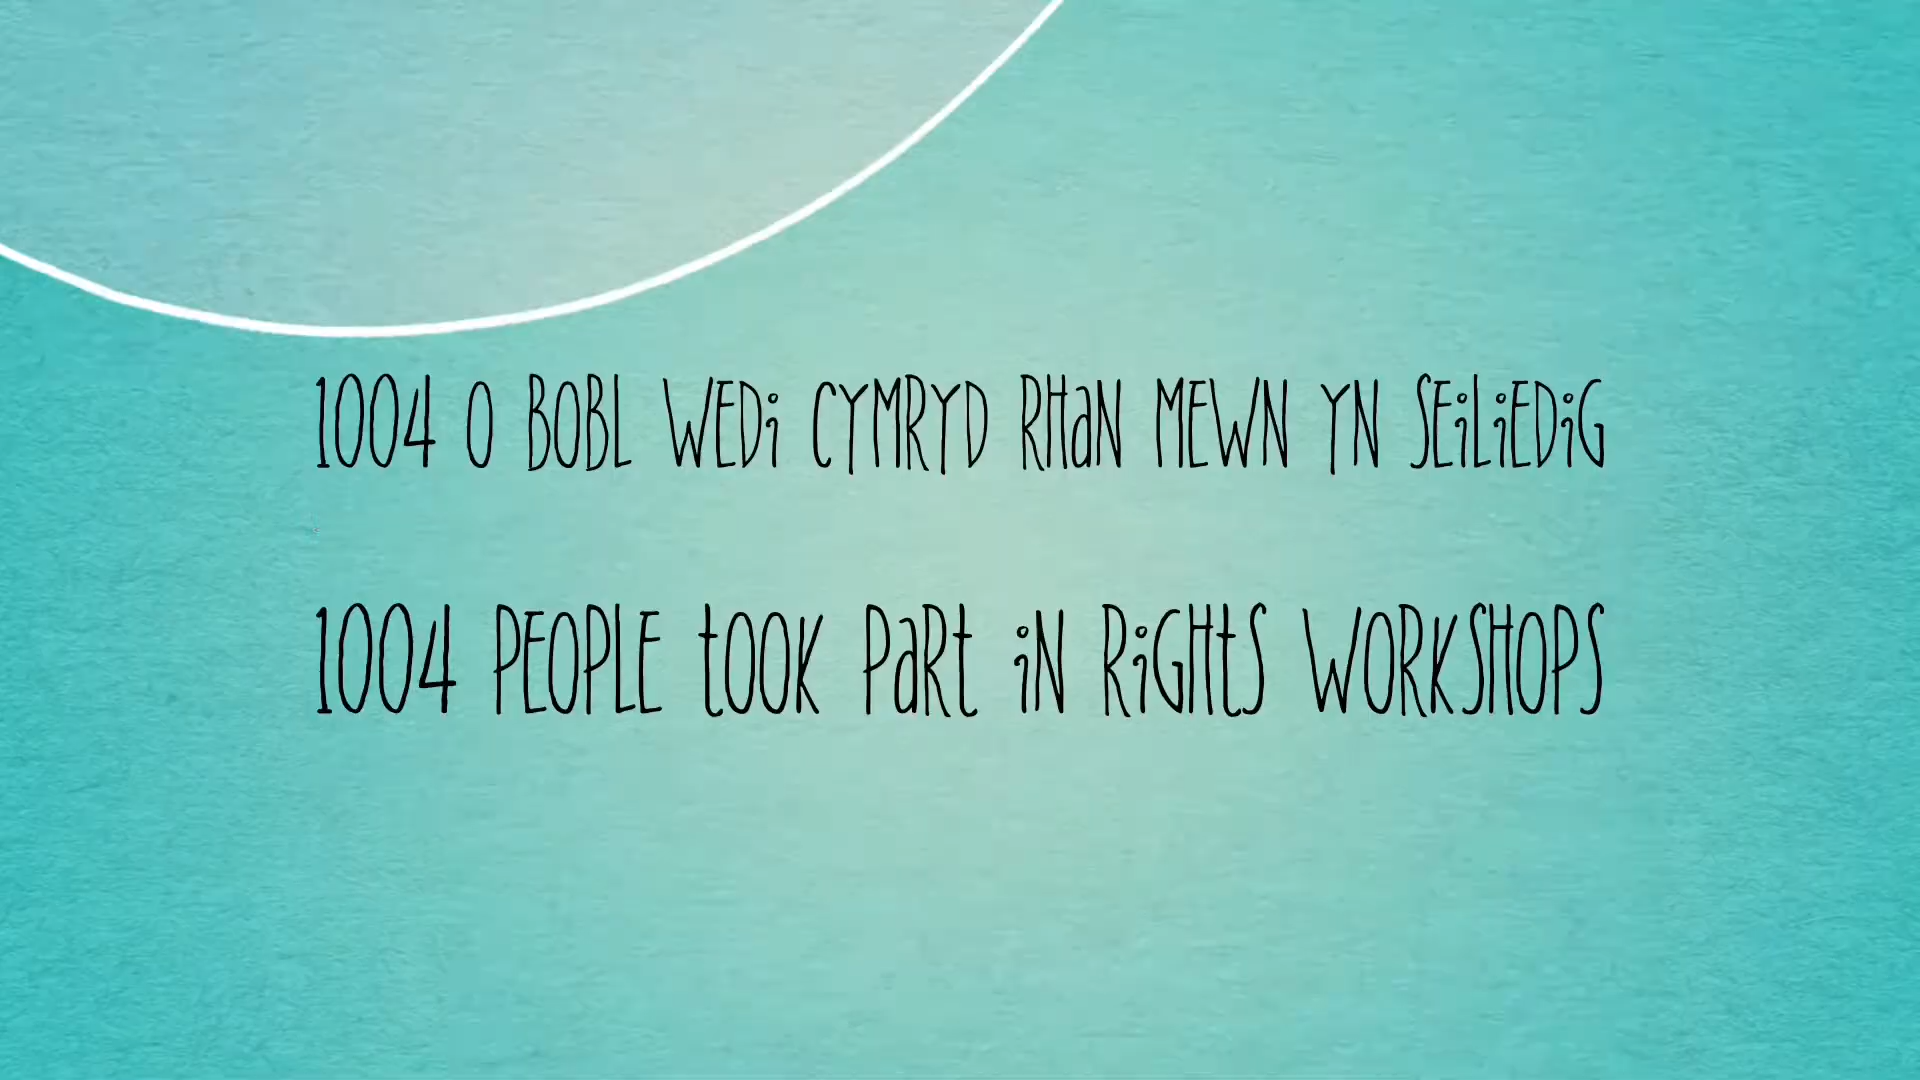 1004 O BOBL WEDi CYMRYD RHaN MEWN YN SEiLiEDiG
1004 PEOPLE tOOK PaRt iN RiGHtS WORKSHOPS